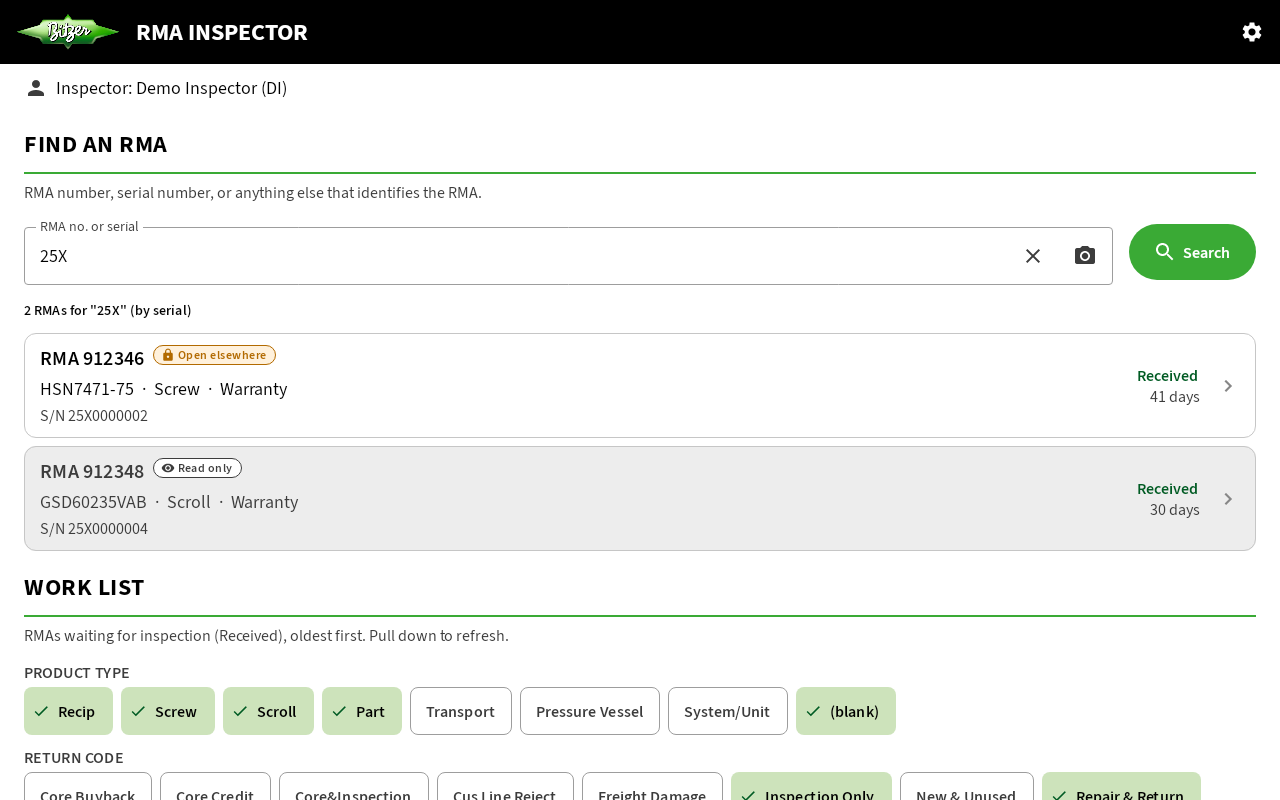 Bitzer RMA INSPECTOR
Inspector: Demo Inspector (DI)
FIND AN RMA
RMA number, serial number, or anything else that identifies the RMA.
RMA no. or serial
25X
Search
2 RMAs for "25X" (by serial)
RMA 912346 Open elsewhere
HSN7471-75 · Screw · Warranty
S/N 25X0000002
Received
41 days
RMA 912348 Read only
GSD60235VAB · Scroll · Warranty
S/N 25X0000004
Received
30 days
WORK LIST
RMAs waiting for inspection (Received), oldest first. Pull down to refresh.
PRODUCT TYPE
Recip Screw Scroll Part Transport Pressure Vessel System/Unit (blank)
RETURN CODE
Core Buyback Core Credit Core&Inspection Cus Line Reject Freight Damage Inspection Only New & Unused Repair & Return